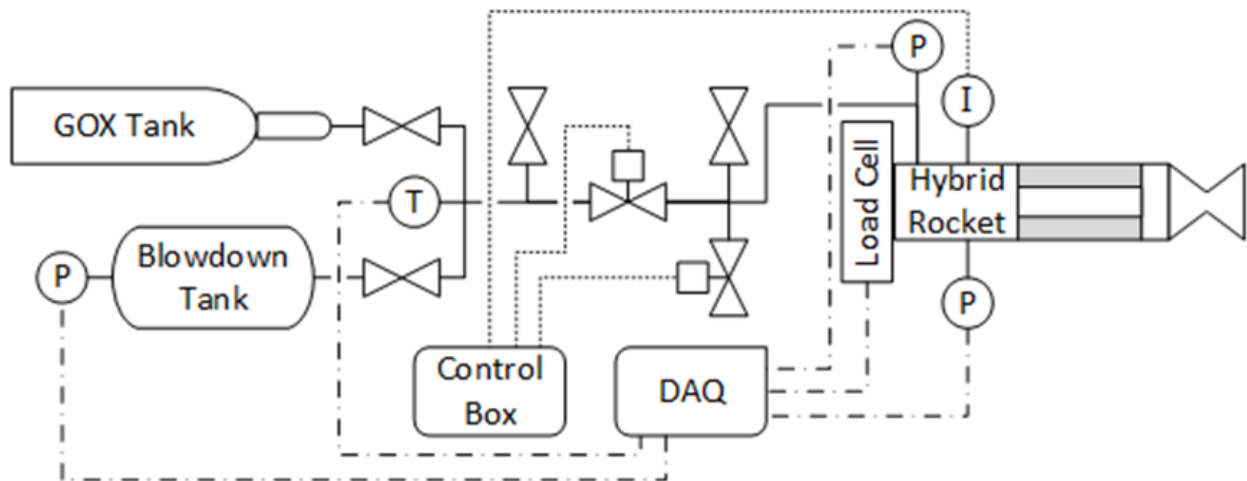 P
GOX Tank
I
T
Load Cell
Hybrid
Rocket
Blowdown
Tank
P
P
Control
Box
DAQ